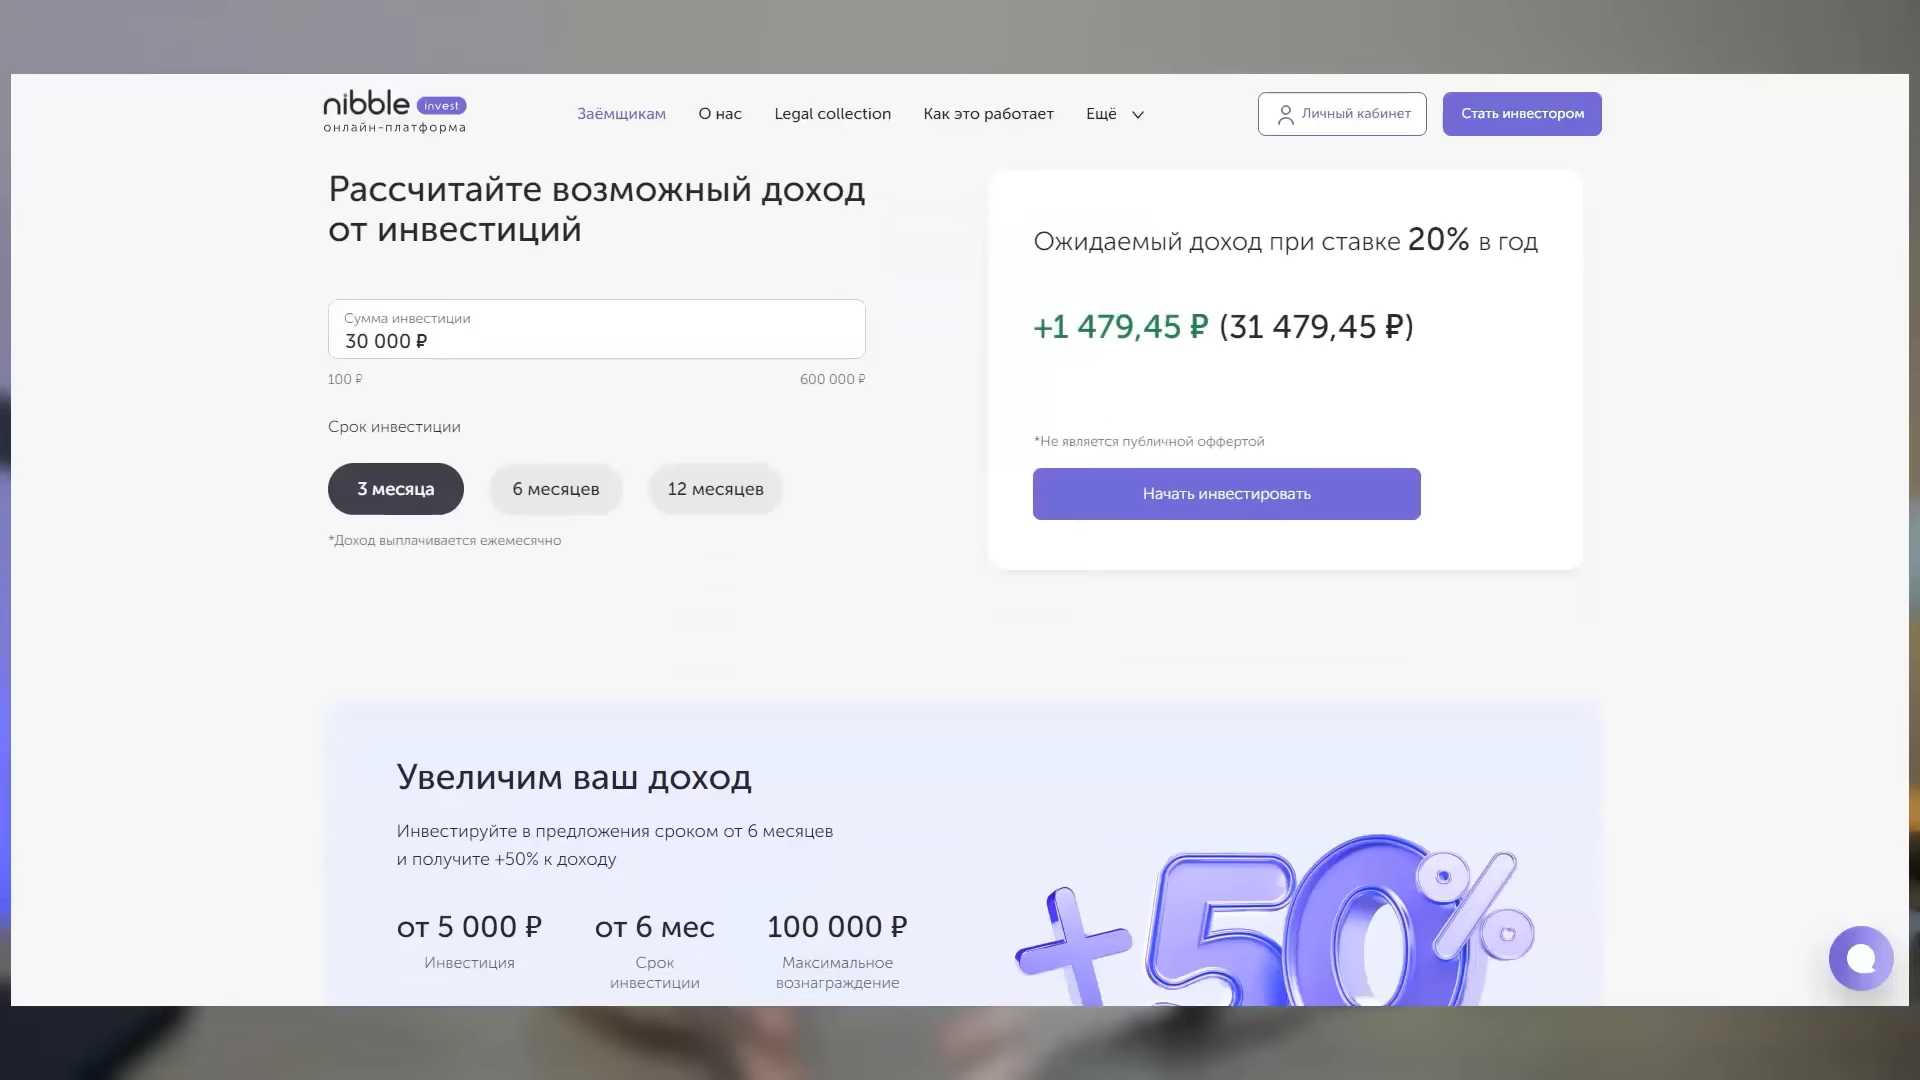 nibble invest
онлайн-платформа
Заёмщикам
О нас
Legal collection
Как это работает
Ещё
Личный кабинет
Стать инвестором
Рассчитайте возможный доход
от инвестиций
Сумма инвестиции
30 000 ₽
100 ₽
600 000 ₽
Срок инвестиции
3 месяца
6 месяцев
12 месяцев
*Доход выплачивается ежемесячно
Ожидаемый доход при ставке 20% в год
+1 479,45 ₽ (31 479,45 ₽)
*Не является публичной оффертой
Начать инвестировать
Увеличим ваш доход
Инвестируйте в предложения сроком от 6 месяцев
и получите +50% к доходу
от 5 000 ₽
Инвестиция
от 6 мес
Срок
инвестиции
100 000 ₽
Максимальное
вознаграждение
+50%